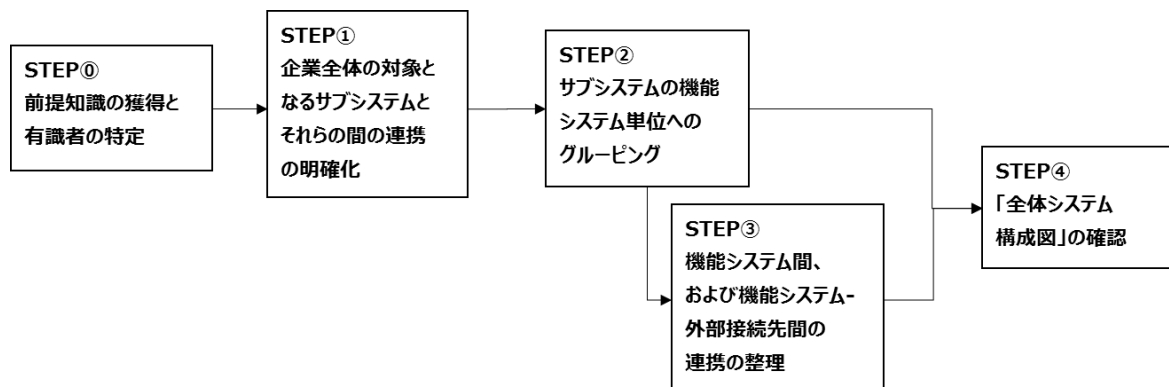 STEP⓪
前提知識の獲得と
有識者の特定
STEP①
企業全体の対象と
なるサブシステムと
それらの間の連携
の明確化
STEP②
サブシステムの機能
システム単位への
グルーピング
STEP③
機能システム間、
および機能システム-
外部接続先間の
連携の整理
STEP④
「全体システム
構成図」の確認